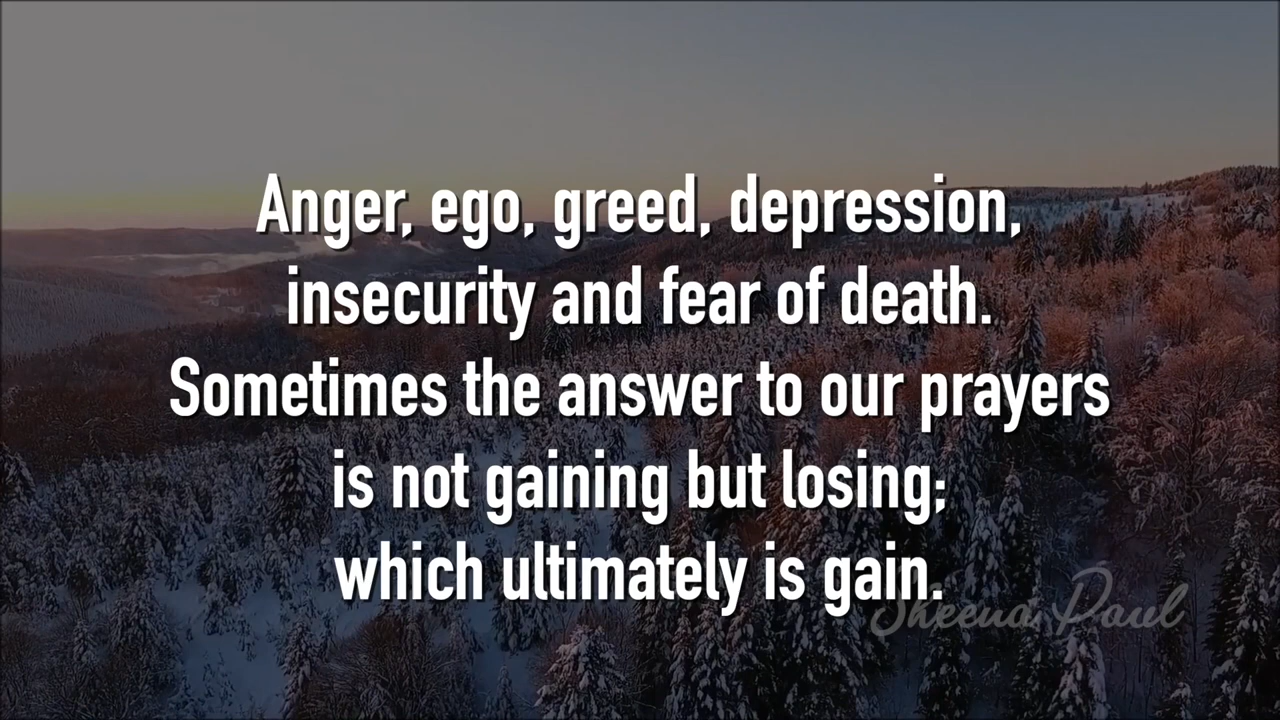 Anger, ego, greed, depression,
insecurity and fear of death.
Sometimes the answer to our prayers
is not gaining but losing;
which ultimately is gain.
Sheena Paul